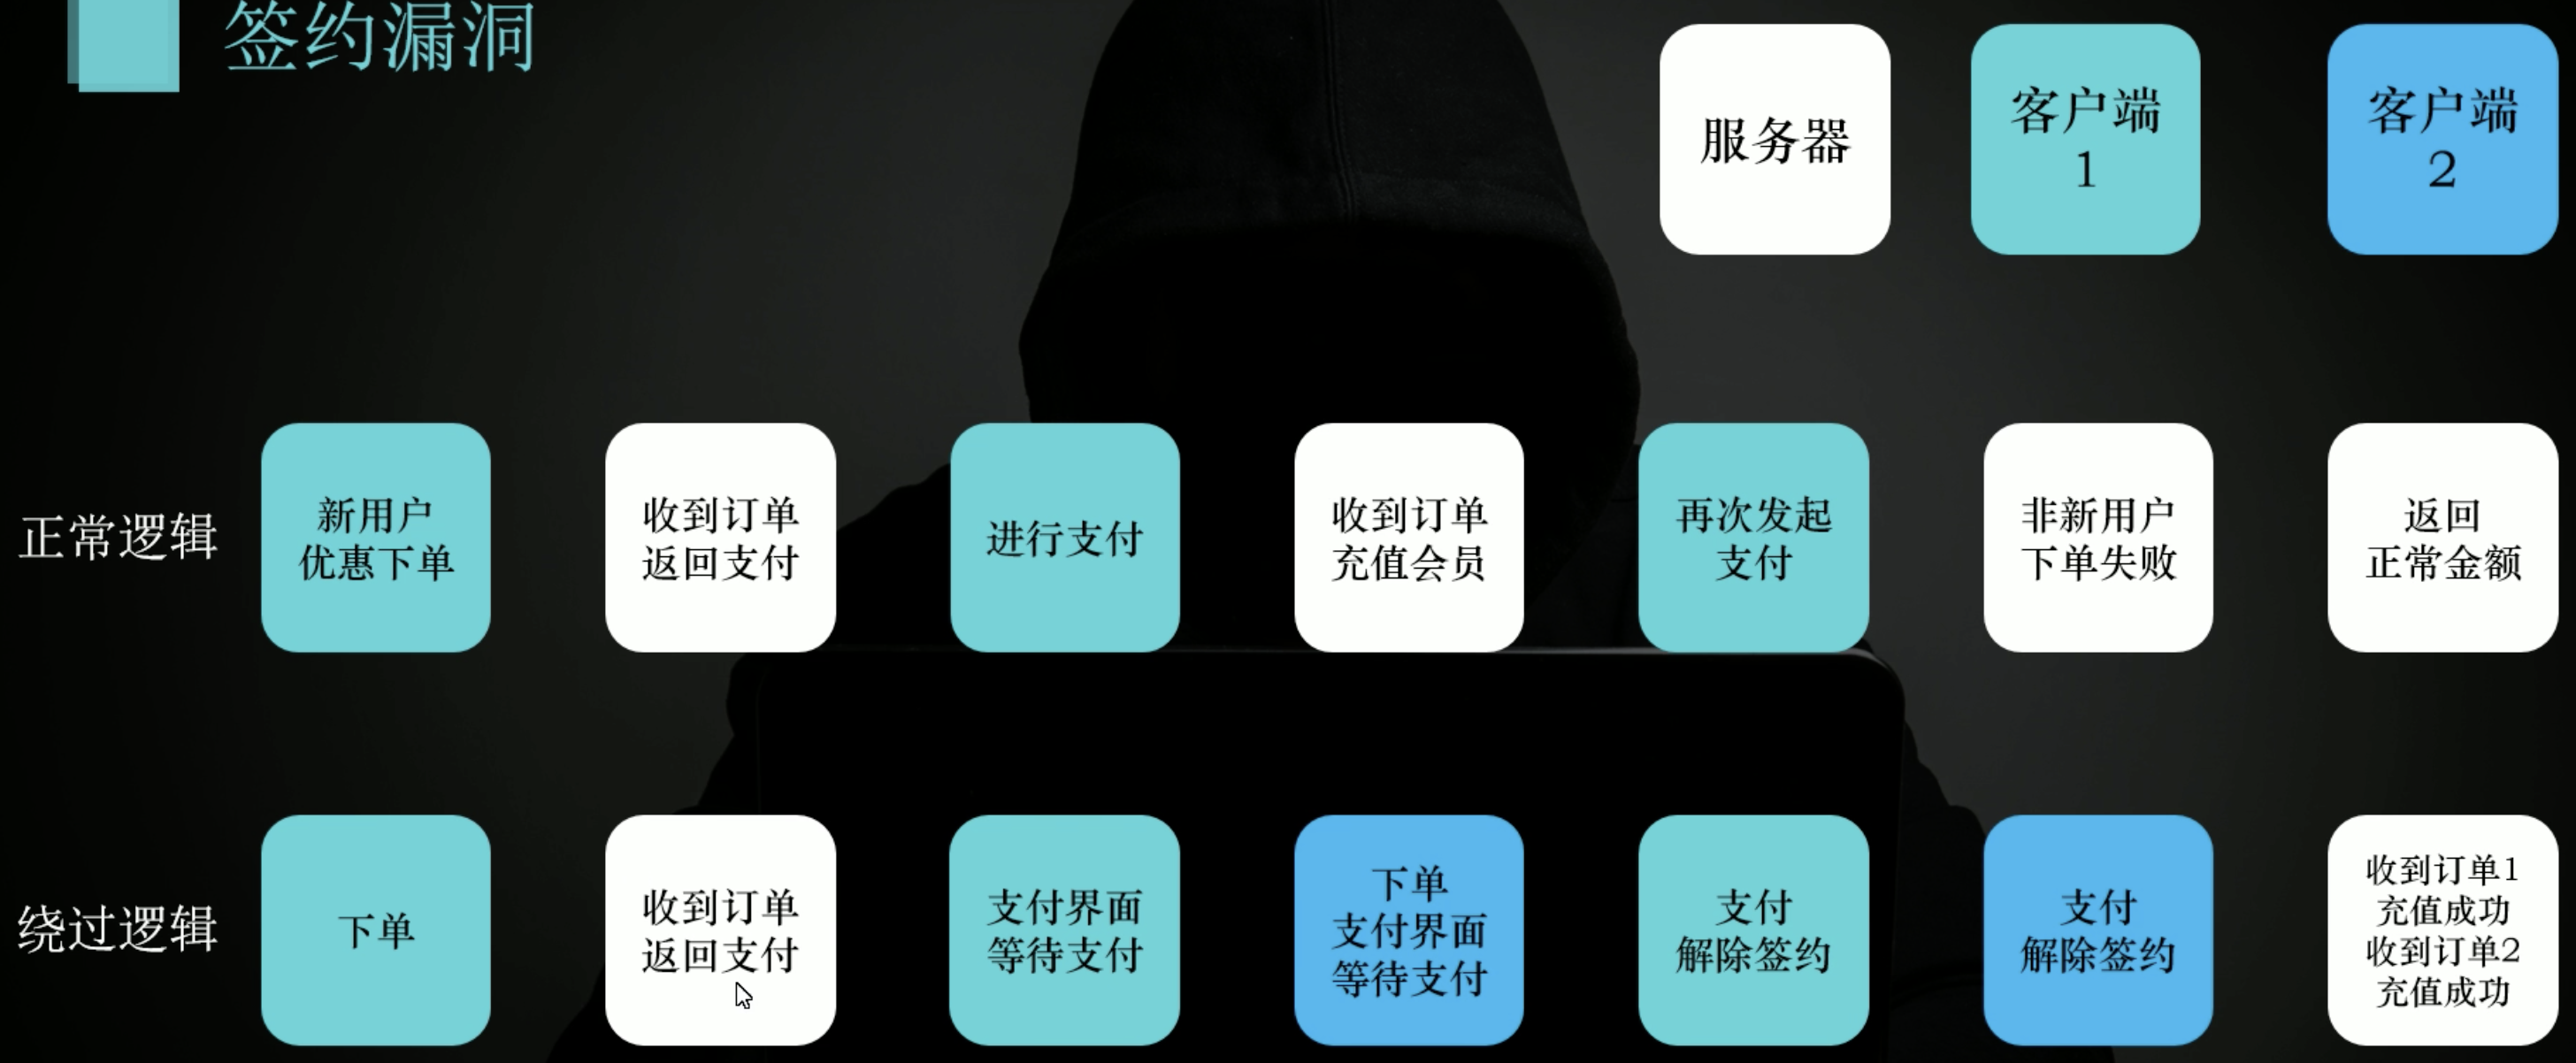 签约漏洞
服务器
客户端
1
客户端
2
正常逻辑
新用户
优惠下单
收到订单
返回支付
进行支付
收到订单
充值会员
再次发起
支付
非新用户
下单失败
返回
正常金额
绕过逻辑
下单
收到订单
返回支付
支付界面
等待支付
下单
支付界面
等待支付
支付
解除签约
支付
解除签约
收到订单1
充值成功
收到订单2
充值成功